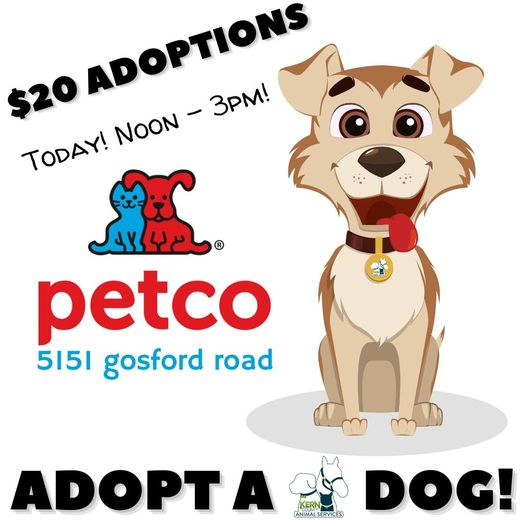 $20 ADOPTIONS
TODAY! NOON - 3PM!
®
petco
5151 gosford road
ADOPT A KERN ANIMAL SERVICES DOG!